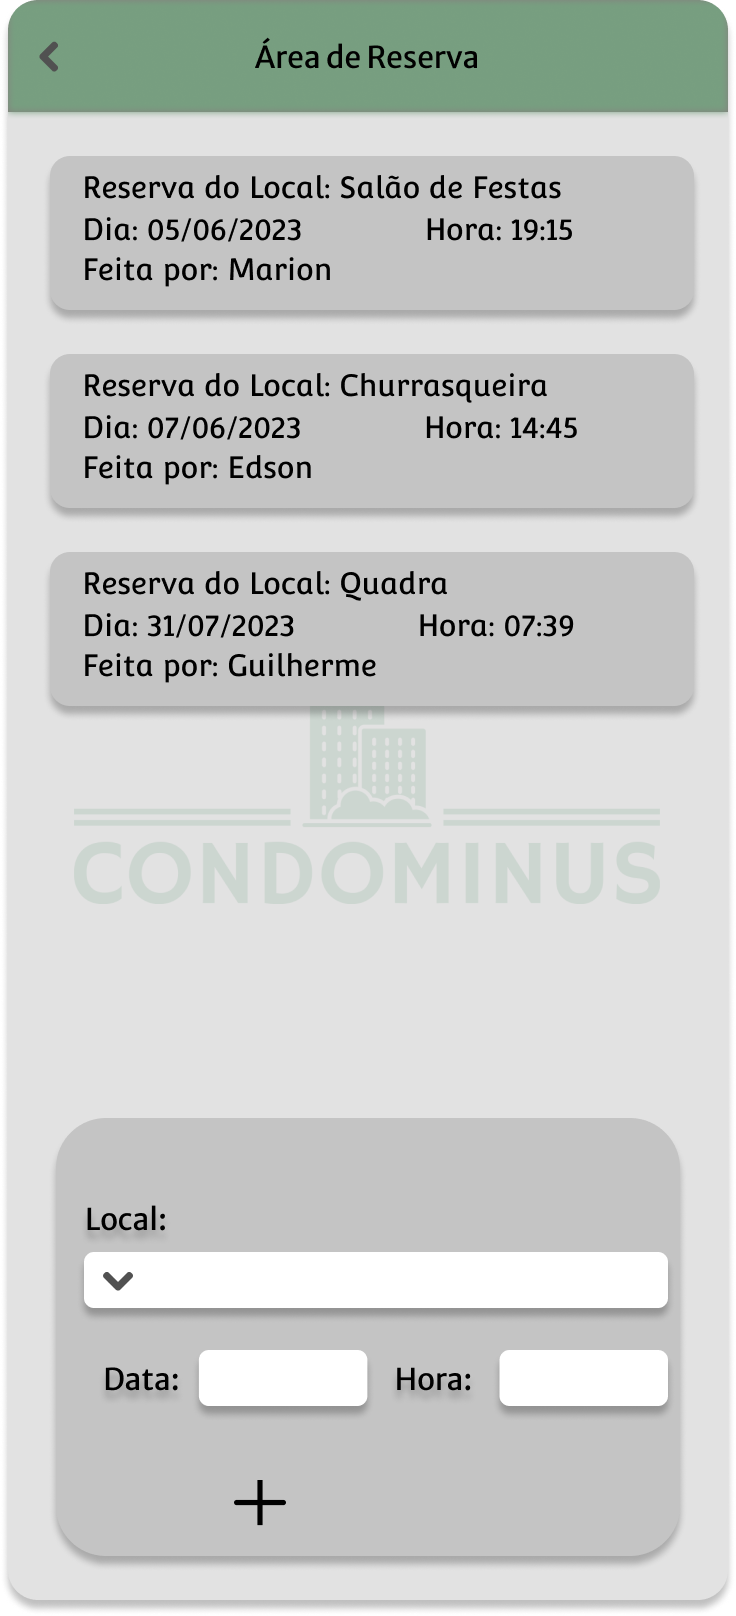 Área de Reserva
Reserva do Local: Salão de Festas
Dia: 05/06/2023 Hora: 19:15
Feita por: Marion
Reserva do Local: Churrasqueira
Dia: 07/06/2023 Hora: 14:45
Feita por: Edson
Reserva do Local: Quadra
Dia: 31/07/2023 Hora: 07:39
Feita por: Guilherme
CONDOMINUS
Local:
Data: Hora: